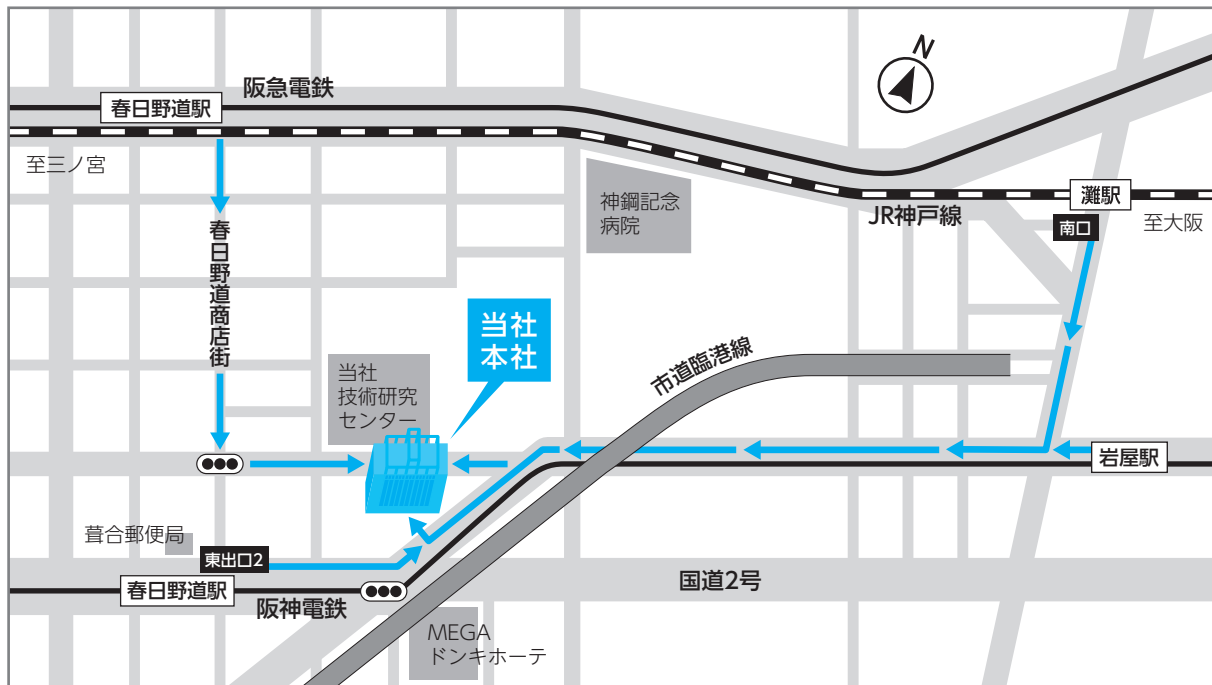 N
阪急電鉄
春日野道駅
至三ノ宮
神鋼記念
病院
JR神戸線
灘駅
南口
至大阪
春日野道商店街
当社
本社
当社
技術研究
センター
市道臨港線
岩屋駅
葺合郵便局
東出口2
春日野道駅
阪神電鉄
国道2号
MEGA
ドンキホーテ